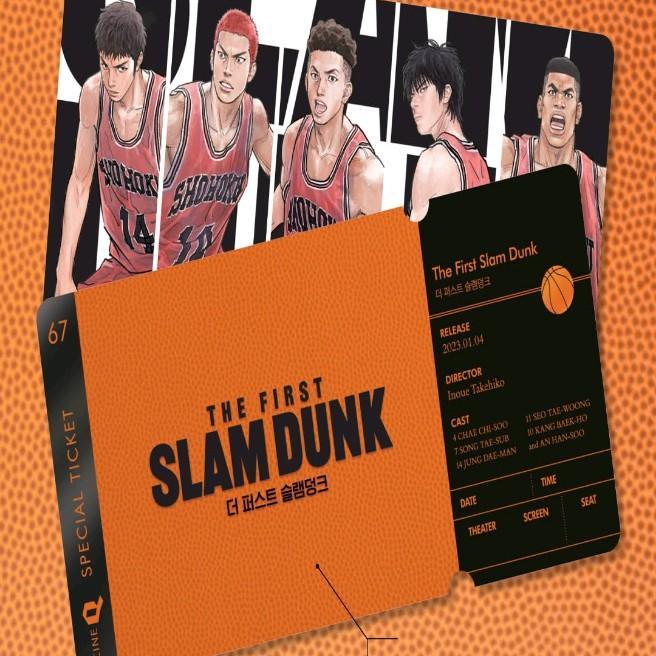 SLAM DUNK
SHOHOKU
14
SHOHOKU
10
SHOHOKU
67
SPECIAL TICKET
CINE Q
THE FIRST
SLAM DUNK
더 퍼스트 슬램덩크
The First Slam Dunk
더 퍼스트 슬램덩크
RELEASE
2023.01.04
DIRECTOR
Inoue Takehiko
CAST
4 CHAE CHI-SOO 11 SEO TAE-WOONG
7 SONG TAE-SUB 10 KANG BAEK-HO
14 JUNG DAE-MAN and AN HAN-SOO
DATE TIME
THEATER SCREEN SEAT